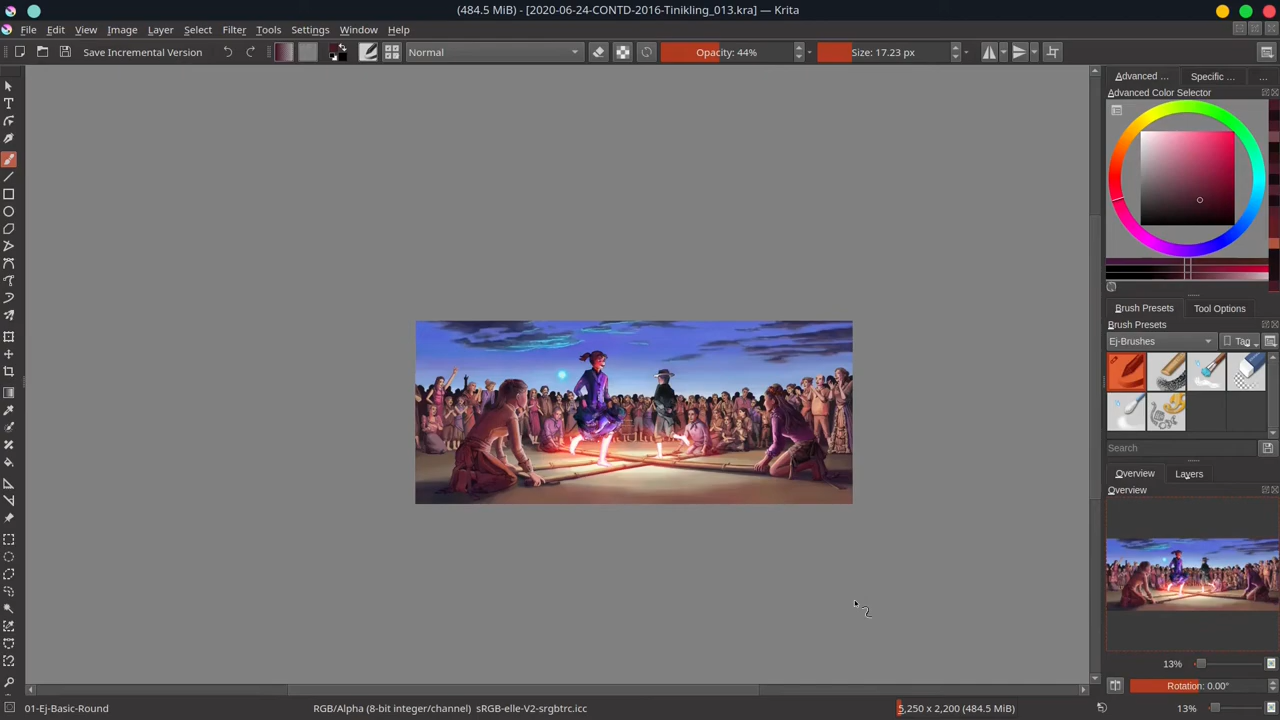 (484.5 MiB) - [2020-06-24-CONTD-2016-Tinikling_013.kra] — Krita
File Edit View Image Layer Select Filter Tools Settings Window Help
Save Incremental Version Normal Opacity: 44% Size: 17.23 px
Advanced ... Specific ... ...
Advanced Color Selector
Brush Presets Tool Options
Brush Presets
Ej-Brushes Tag
Search
Overview Layers
Overview
13%
Rotation: 0.00°
01-Ej-Basic-Round RGB/Alpha (8-bit integer/channel) sRGB-elle-V2-srgbtrc.icc 5,250 x 2,200 (484.5 MiB) 13%